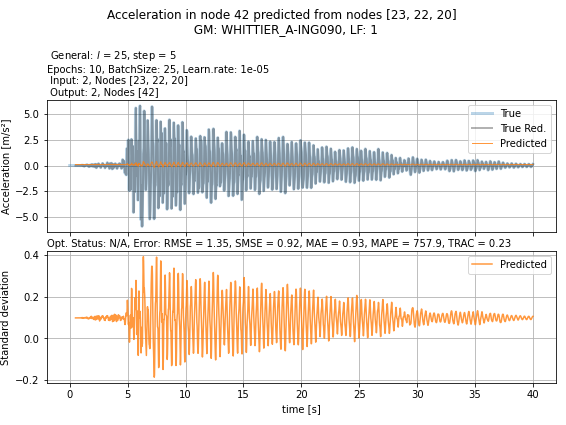 Acceleration in node 42 predicted from nodes [23, 22, 20]
GM: WHITTIER_A-ING090, LF: 1
General: l = 25, step = 5
Epochs: 10, BatchSize: 25, Learn.rate: 1e-05
Input: 2, Nodes [23, 22, 20]
Output: 2, Nodes [42]
Acceleration [m/s²]
5.0
2.5
0.0
−2.5
−5.0
True
True Red.
Predicted
Opt. Status: N/A, Error: RMSE = 1.35, SMSE = 0.92, MAE = 0.93, MAPE = 757.9, TRAC = 0.23
Standard deviation
0.4
0.2
0.0
−0.2
Predicted
0 5 10 15 20 25 30 35 40
time [s]